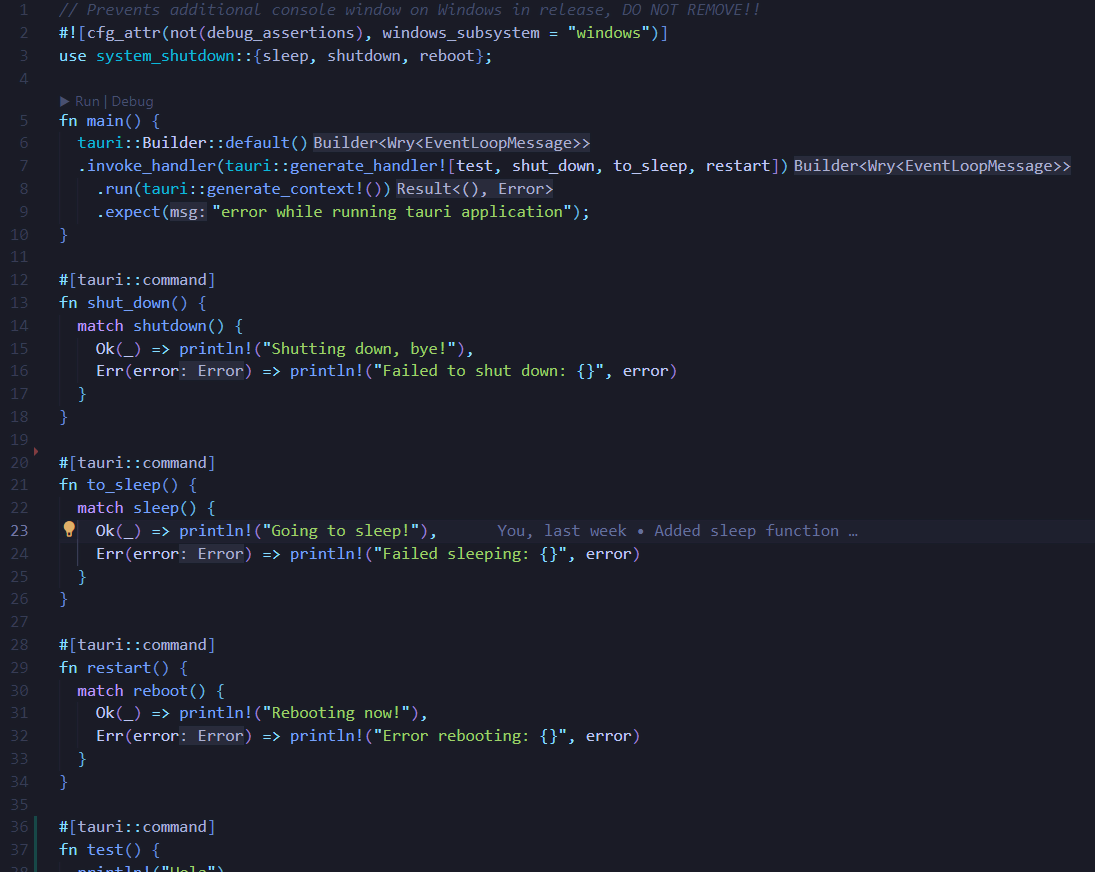 1 // Prevents additional console window on Windows in release, DO NOT REMOVE!!
2 #![cfg_attr(not(debug_assertions), windows_subsystem = "windows")]
3 use system_shutdown::{sleep, shutdown, reboot};
4
▶ Run | Debug
5 fn main() {
6   tauri::Builder::default() Builder<Wry<EventLoopMessage>>
7   .invoke_handler(tauri::generate_handler![test, shut_down, to_sleep, restart]) Builder<Wry<EventLoopMessage>>
8     .run(tauri::generate_context!()) Result<(), Error>
9     .expect(msg: "error while running tauri application");
10 }
11
12 #[tauri::command]
13 fn shut_down() {
14   match shutdown() {
15     Ok(_) => println!("Shutting down, bye!"),
16     Err(error: Error) => println!("Failed to shut down: {}", error)
17   }
18 }
19
20 #[tauri::command]
21 fn to_sleep() {
22   match sleep() {
23     Ok(_) => println!("Going to sleep!"),      You, last week • Added sleep function …
24     Err(error: Error) => println!("Failed sleeping: {}", error)
25   }
26 }
27
28 #[tauri::command]
29 fn restart() {
30   match reboot() {
31     Ok(_) => println!("Rebooting now!"),
32     Err(error: Error) => println!("Error rebooting: {}", error)
33   }
34 }
35
36 #[tauri::command]
37 fn test() {
38   println!("Hola")